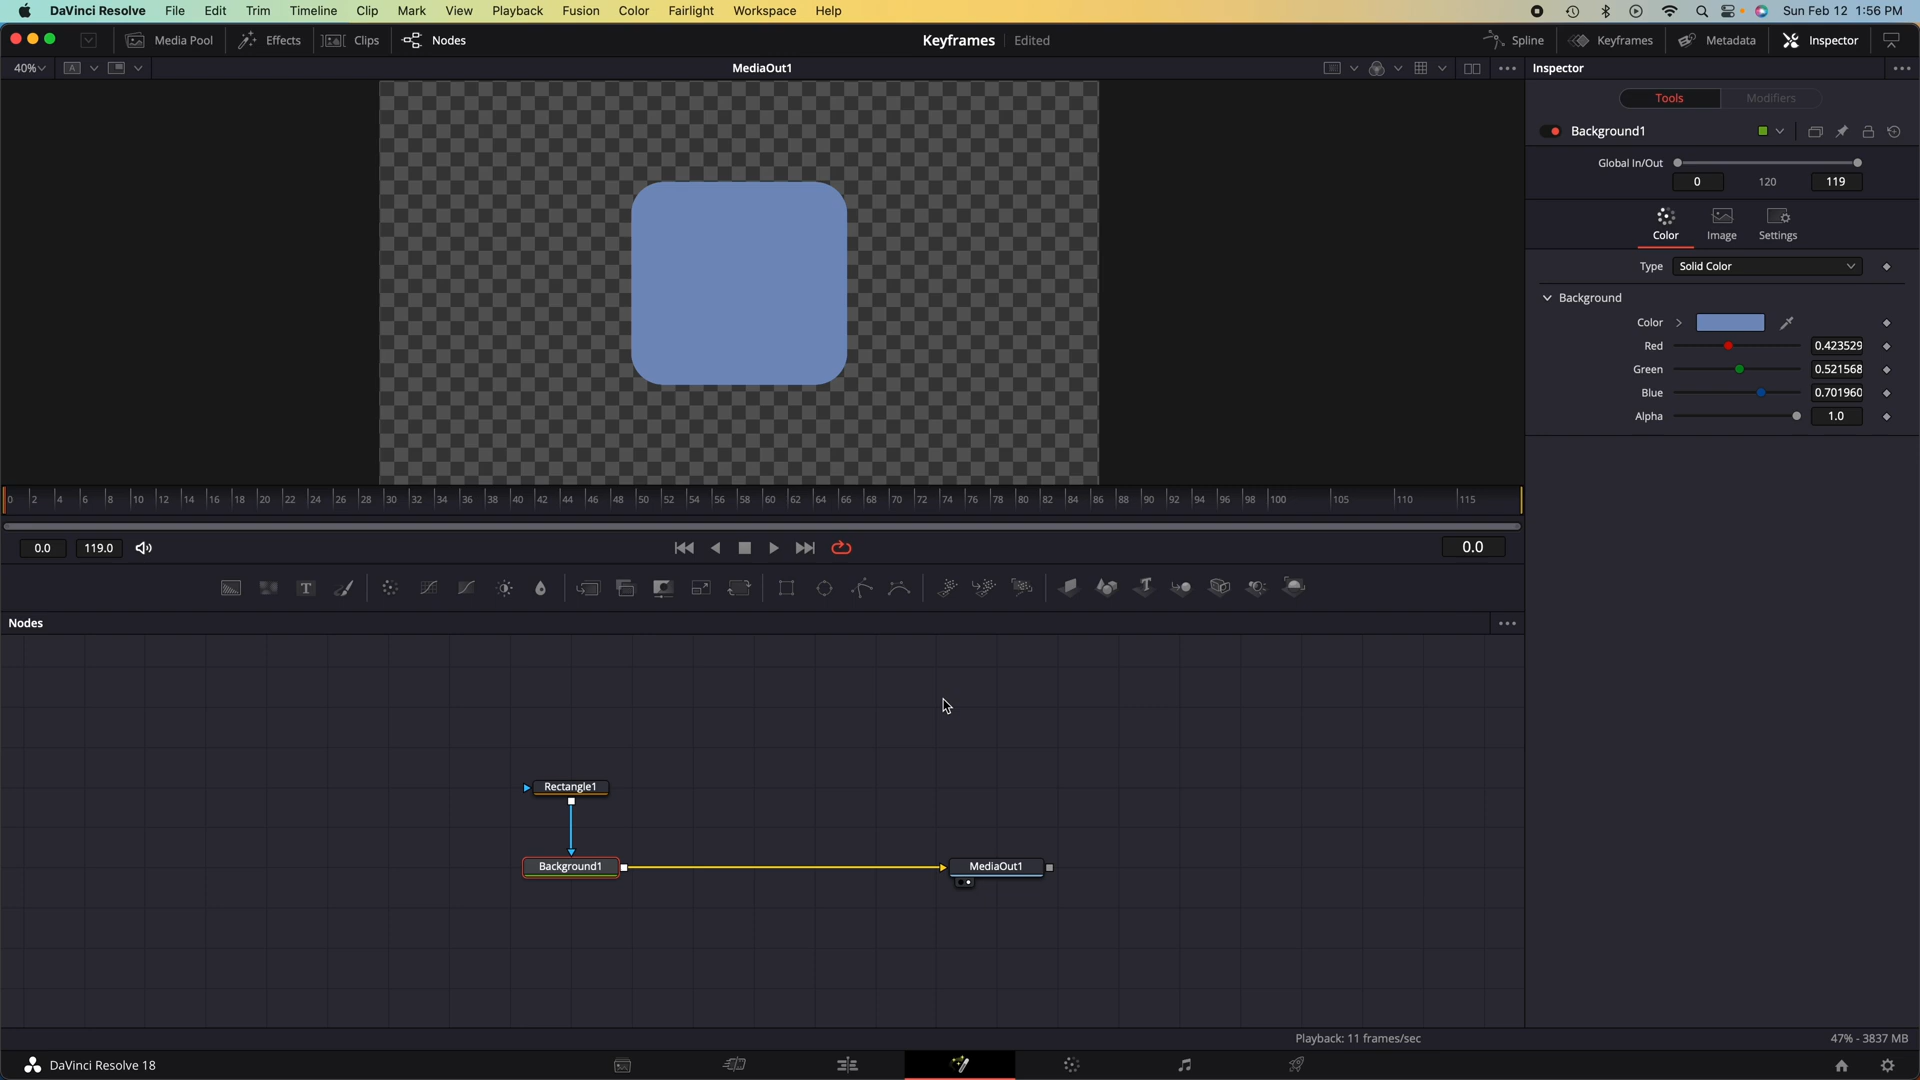 DaVinci Resolve File Edit Trim Timeline Clip Mark View Playback Fusion Color Fairlight Workspace Help Sun Feb 12 1:56 PM
Media Pool Effects Clips Nodes Keyframes Edited Spline Keyframes Metadata Inspector
40% A MediaOut1 Inspector
Tools Modifiers
Background1
Global In/Out
0 120 119
Color Image Settings
Type Solid Color
Background
Color
Red 0.423529
Green 0.521568
Blue 0.701960
Alpha 1.0
0 2 4 6 8 10 12 14 16 18 20 22 24 26 28 30 32 34 36 38 40 42 44 46 48 50 52 54 56 58 60 62 64 66 68 70 72 74 76 78 80 82 84 86 88 90 92 94 96 98 100 105 110 115
0.0 119.0 0.0
T T
Nodes
Rectangle1
Background1 MediaOut1
Playback: 11 frames/sec 47% - 3837 MB
DaVinci Resolve 18